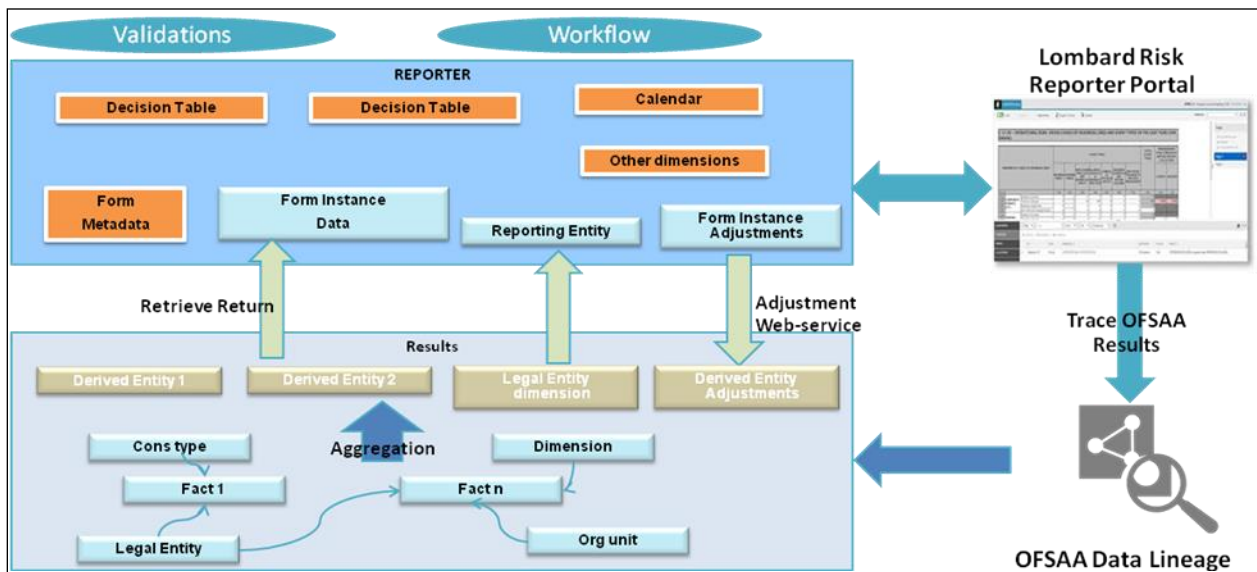 Validations
Workflow
REPORTER
Decision Table
Decision Table
Calendar
Other dimensions
Form
Metadata
Form Instance
Data
Reporting Entity
Form Instance
Adjustments
Lombard Risk
Reporter Portal
Retrieve Return
Adjustment
Web-service
Trace OFSAA
Results
Results
Derived Entity 1
Derived Entity 2
Legal Entity
dimension
Derived Entity
Adjustments
Cons type
Aggregation
Dimension
Fact 1
Fact n
Legal Entity
Org unit
OFSAA Data Lineage